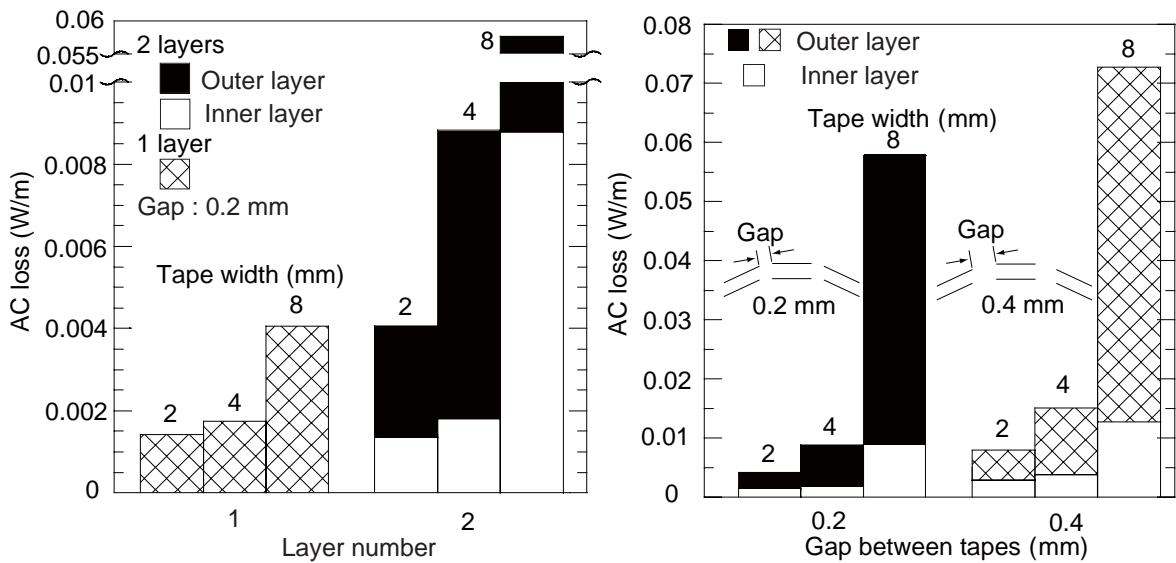 0.06
0.055
0.01
0.008
0.006
0.004
0.002
0
AC loss (W/m)
2 layers
Outer layer
Inner layer
1 layer
Gap : 0.2 mm
Tape width (mm)
2
4
8
2
4
8
1
2
Layer number
0.08
0.07
0.06
0.05
0.04
0.03
0.02
0.01
0
AC loss (W/m)
Outer layer
Inner layer
Tape width (mm)
8
8
Gap
Gap
0.2 mm
0.4 mm
2
4
2
4
0.2
0.4
Gap between tapes (mm)